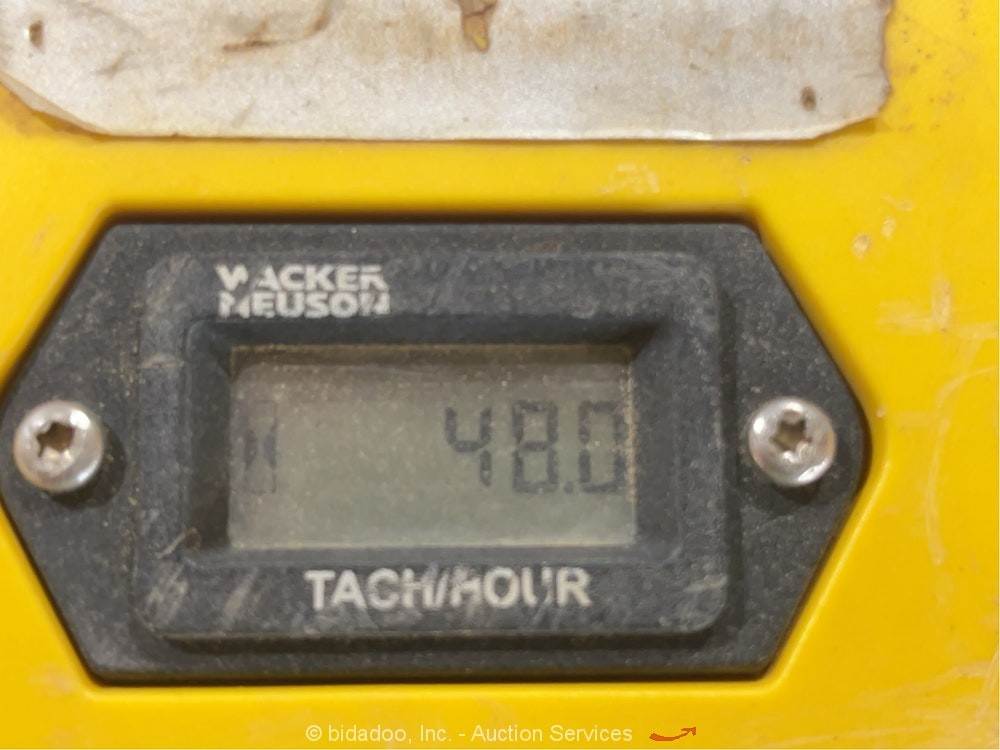 WACKER
NEUSON
48.0
TACH/HOUR
© bidadoo, Inc. - Auction Services